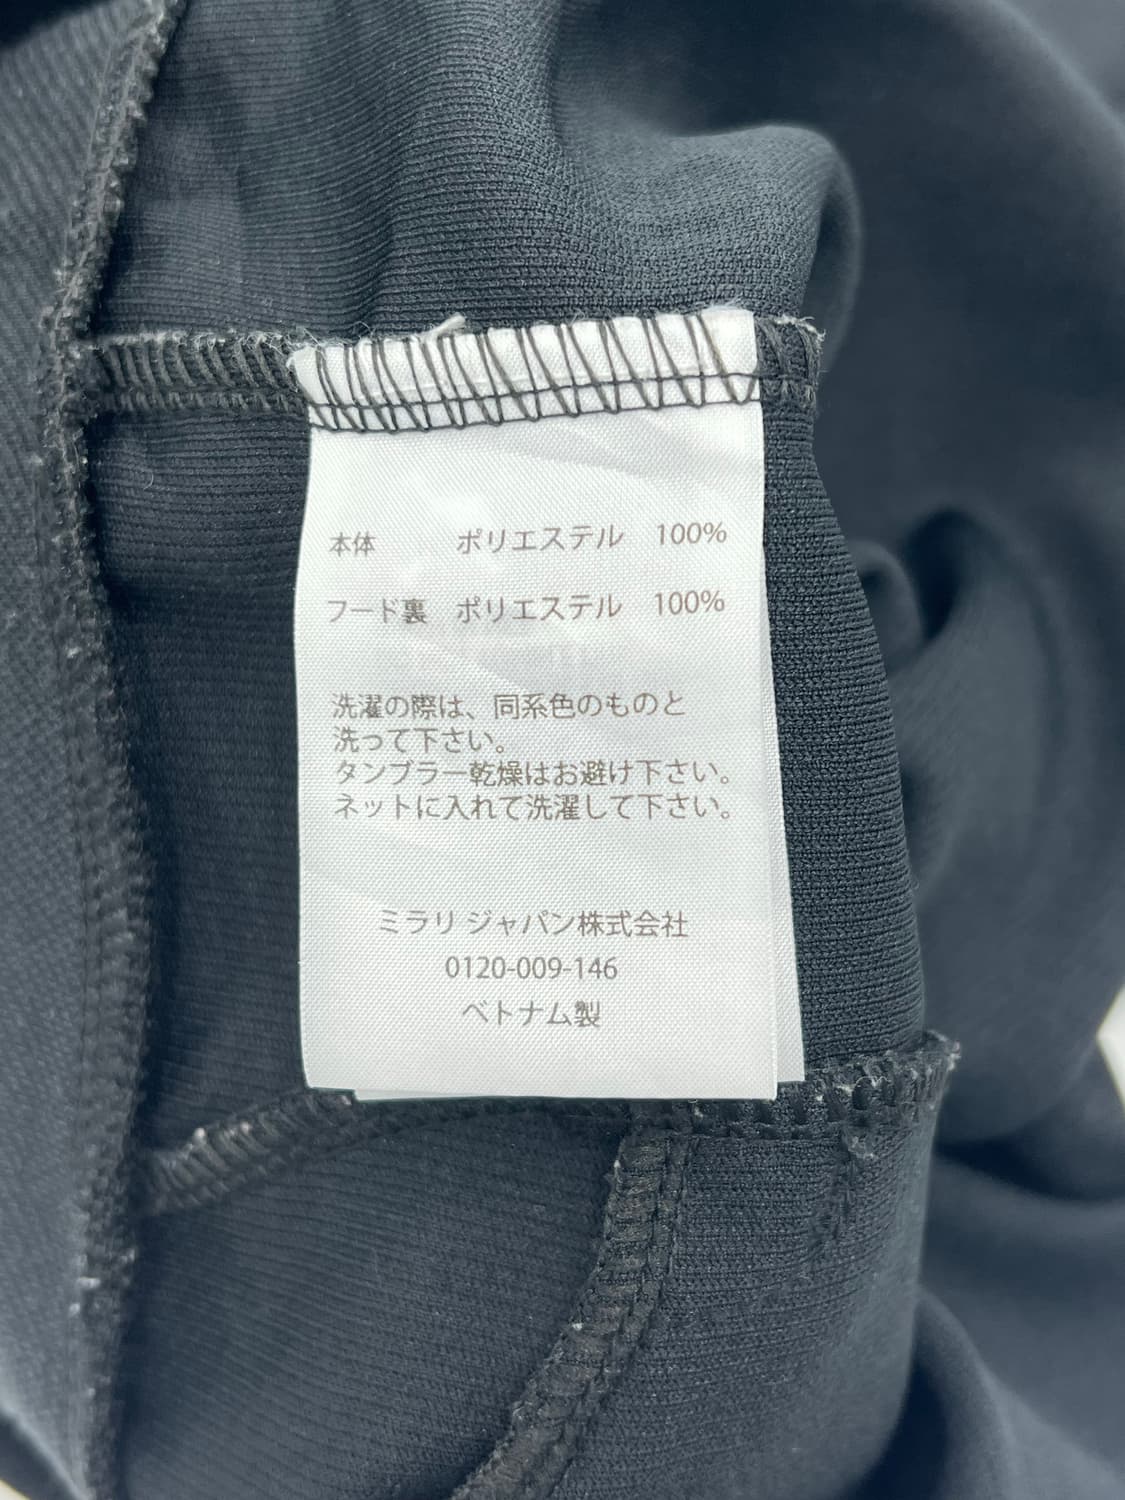 本体 ポリエステル 100%
フード裏 ポリエステル 100%
洗濯の際は、同系色のものと
洗って下さい。
タンブラー乾燥はお避け下さい。
ネットに入れて洗濯して下さい。
ミラリ ジャパン株式会社
0120-009-146
ベトナム製